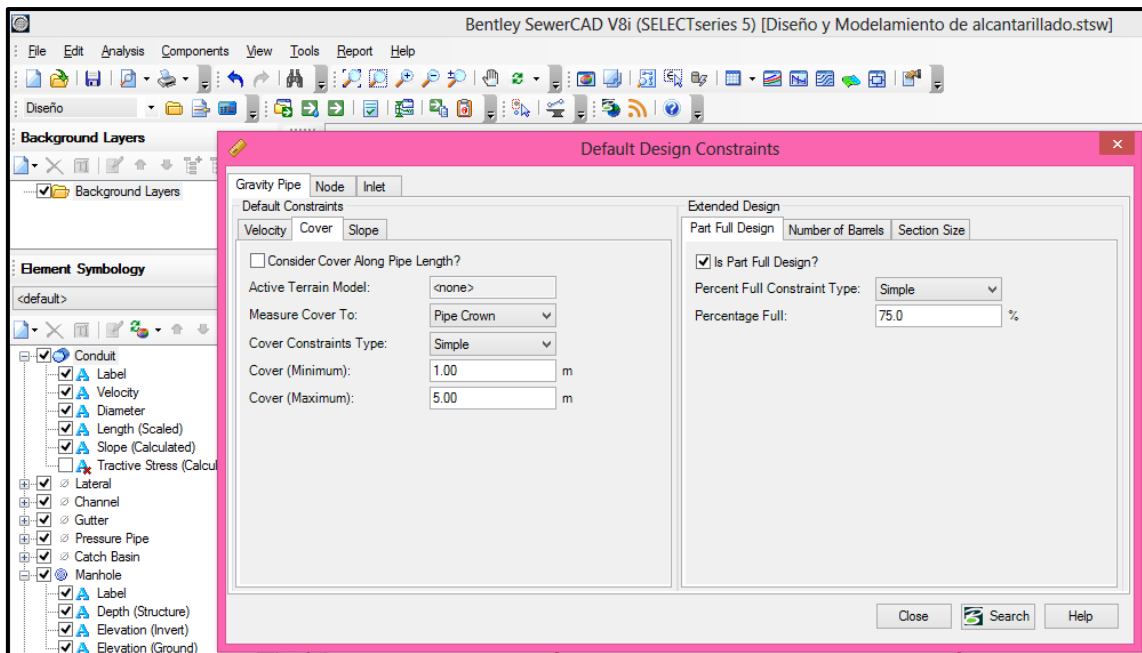 Bentley SewerCAD V8i (SELECTseries 5) [Diseño y Modelamiento de alcantarillado.stsw]
File Edit Analysis Components View Tools Report Help
Diseño
Background Layers
Background Layers
Element Symbology
<default>
Conduit
Label
Velocity
Diameter
Length (Scaled)
Slope (Calculated)
Tractive Stress (Calcul
Lateral
Channel
Gutter
Pressure Pipe
Catch Basin
Manhole
Label
Depth (Structure)
Elevation (Invert)
Elevation (Ground)
Default Design Constraints
Gravity Pipe Node Inlet
Default Constraints
Velocity Cover Slope
Consider Cover Along Pipe Length?
Active Terrain Model: <none>
Measure Cover To: Pipe Crown
Cover Constraints Type: Simple
Cover (Minimum): 1.00 m
Cover (Maximum): 5.00 m
Extended Design
Part Full Design Number of Barrels Section Size
Is Part Full Design?
Percent Full Constraint Type: Simple
Percentage Full: 75.0 %
Close Search Help